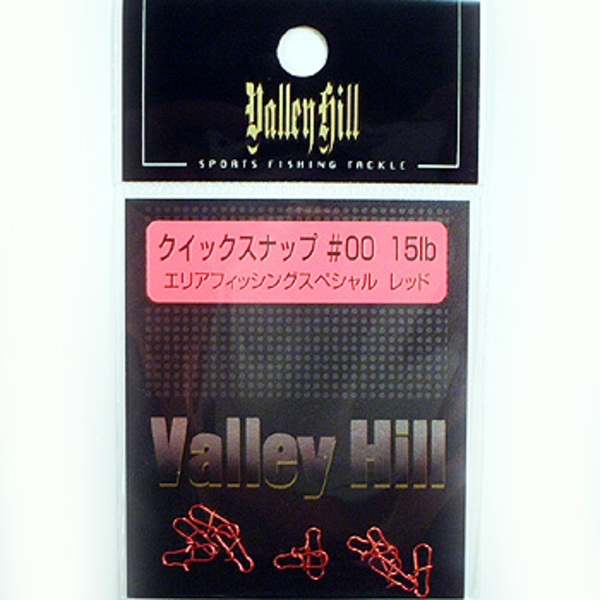 Valley Hill
SPORTS FISHING TACKLE
クイックスナップ #00 15lb
エリアフィッシングスペシャル レッド
Valley Hill